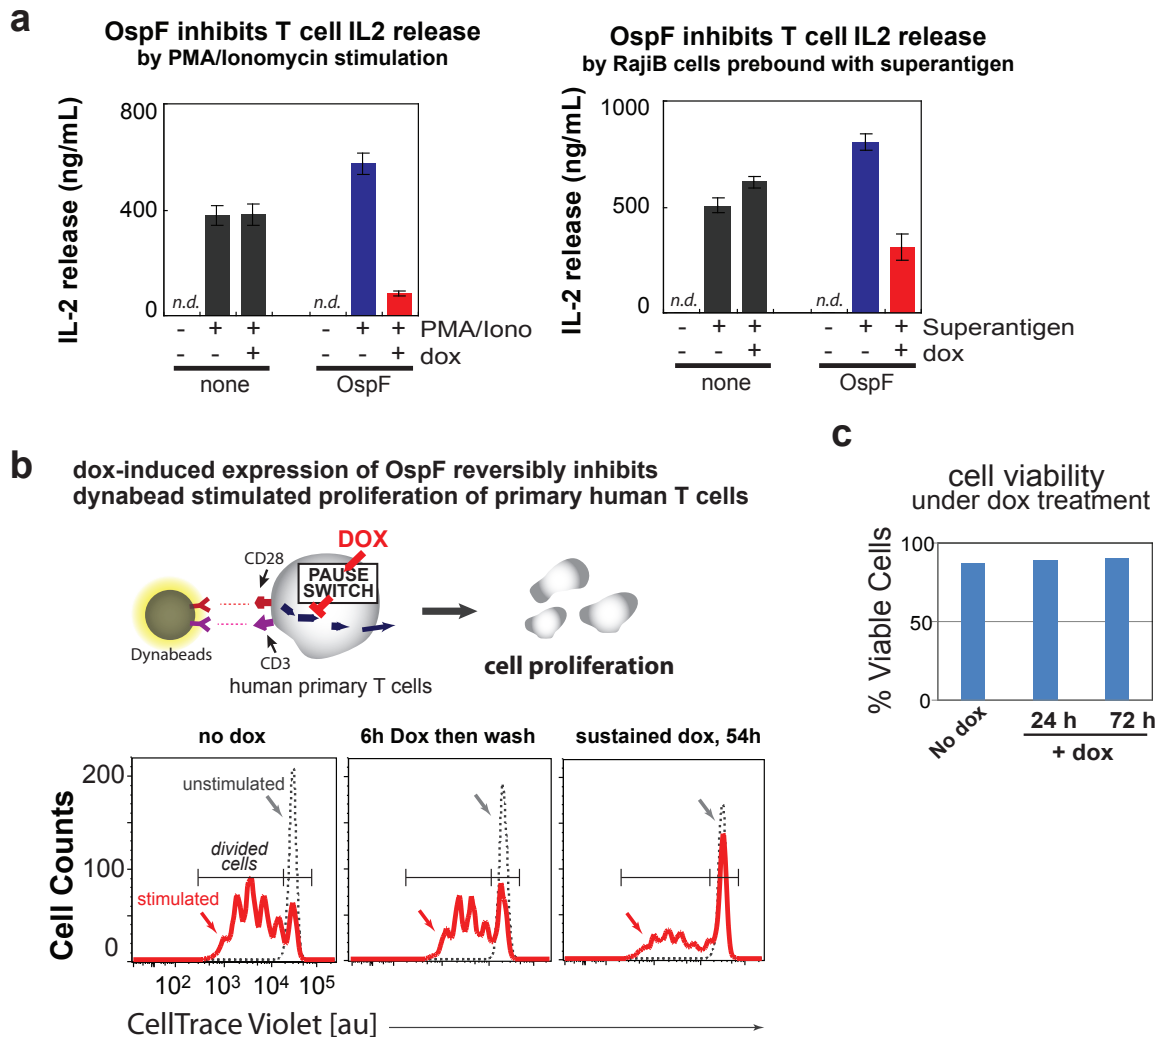 a
OspF inhibits T cell IL2 release
by PMA/Ionomycin stimulation
IL-2 release (ng/mL)
800
400
0
n.d.
n.d.
- + + - + + PMA/Iono
- - + - - + dox
none
OspF
OspF inhibits T cell IL2 release
by RajiB cells prebound with superantigen
IL-2 release (ng/mL)
1000
500
0
n.d.
n.d.
- + + - + + Superantigen
- - + - - + dox
none
OspF
b
dox-induced expression of OspF reversibly inhibits
dynabead stimulated proliferation of primary human T cells
DOX
CD28
PAUSE
SWITCH
Dynabeads
CD3
human primary T cells
cell proliferation
no dox
6h Dox then wash
sustained dox, 54h
Cell Counts
200
100
0
unstimulated
divided
cells
stimulated
10² 10³ 10⁴ 10⁵
CellTrace Violet [au]
c
cell viability
under dox treatment
% Viable Cells
100
50
0
No dox
24 h
72 h
+ dox